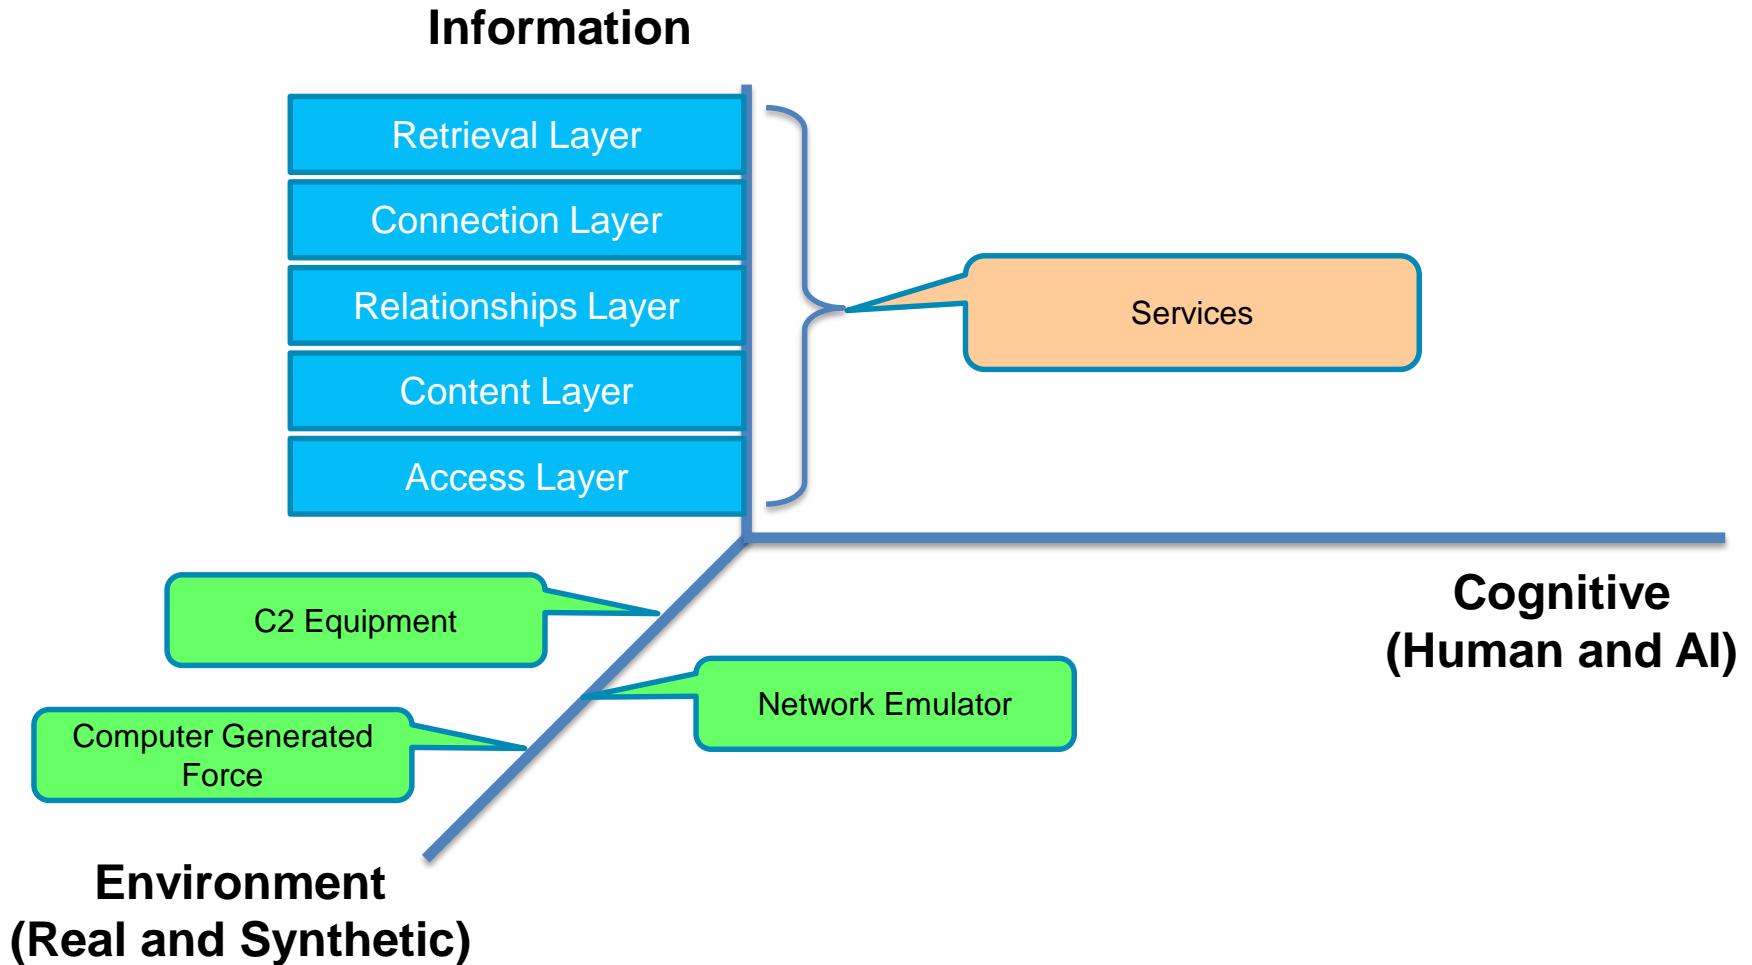 Information
Retrieval Layer
Connection Layer
Relationships Layer
Content Layer
Access Layer
Services
Cognitive
(Human and AI)
C2 Equipment
Network Emulator
Computer Generated
Force
Environment
(Real and Synthetic)